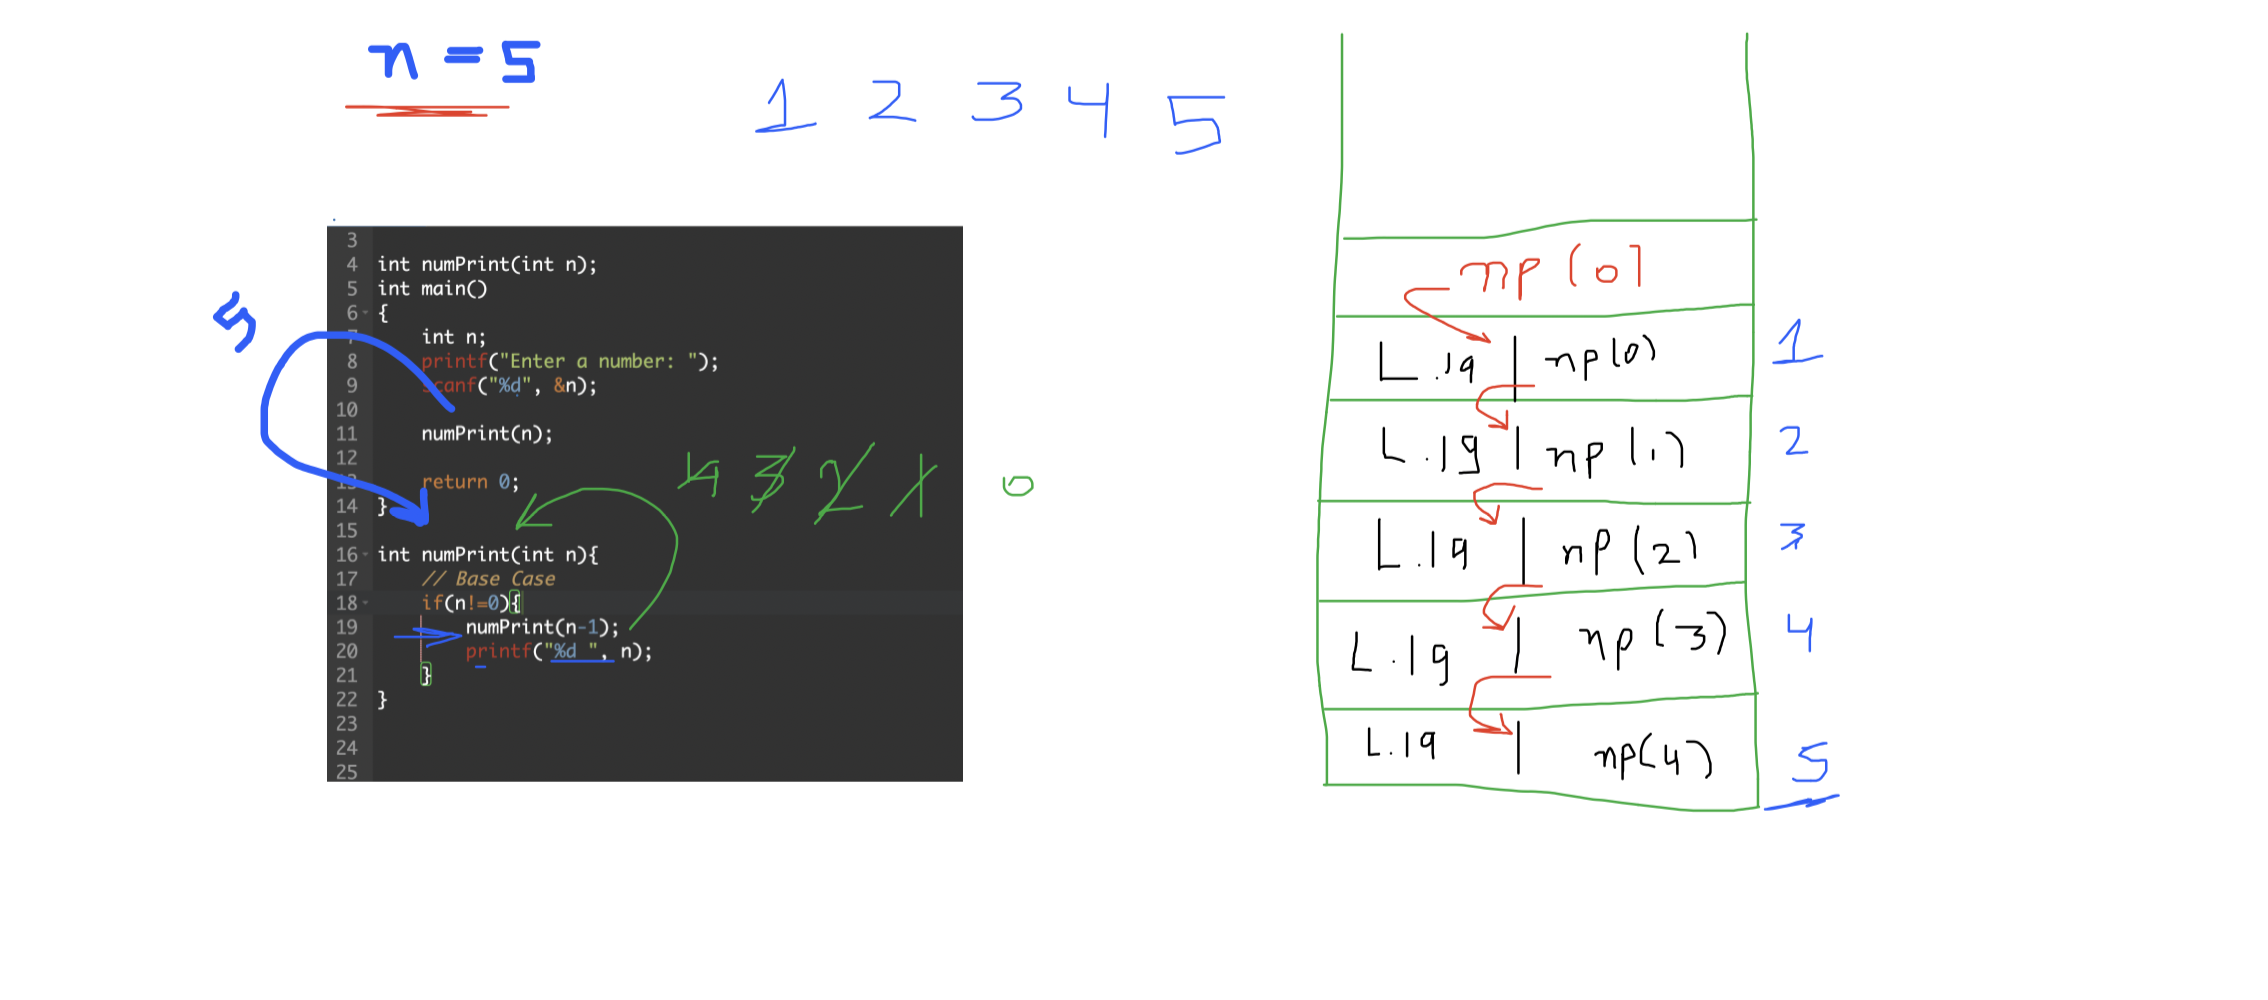 n = 5
1 2 3 4 5
5
3
4 int numPrint(int n);
5 int main()
6 {
7 int n;
8 printf("Enter a number: ");
9 scanf("%d", &n);
10
11 numPrint(n);
12
13 return 0;
14 }
15
16 int numPrint(int n){
17 // Base Case
18 if(n!=0){
19 numPrint(n-1);
20 printf("%d ", n);
21 }
22 }
23
24
25
4 3 2 1 0
np(0)
L.19 | np(0) 1
L.19 | np(1) 2
L.19 | np(2) 3
L.19 | np(3) 4
L.19 | np(4) 5